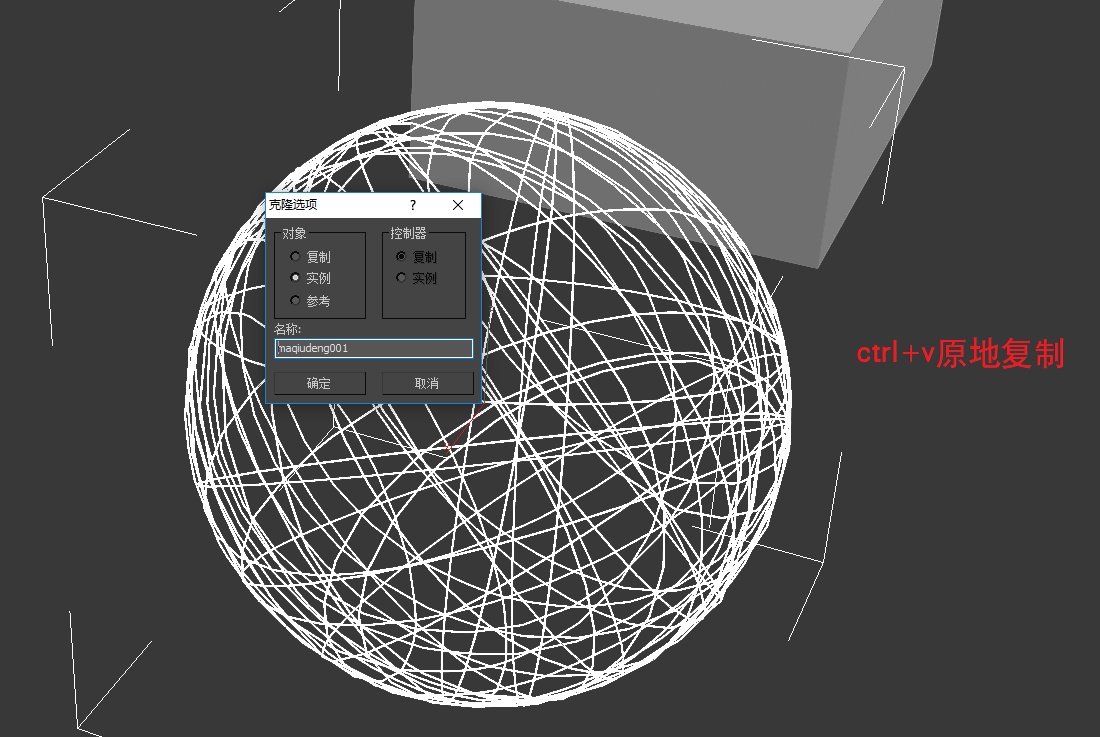 克隆选项
?
对象
复制
实例
参考
控制器
复制
实例
名称:
maqiudeng001
确定
取消
ctrl+v原地复制